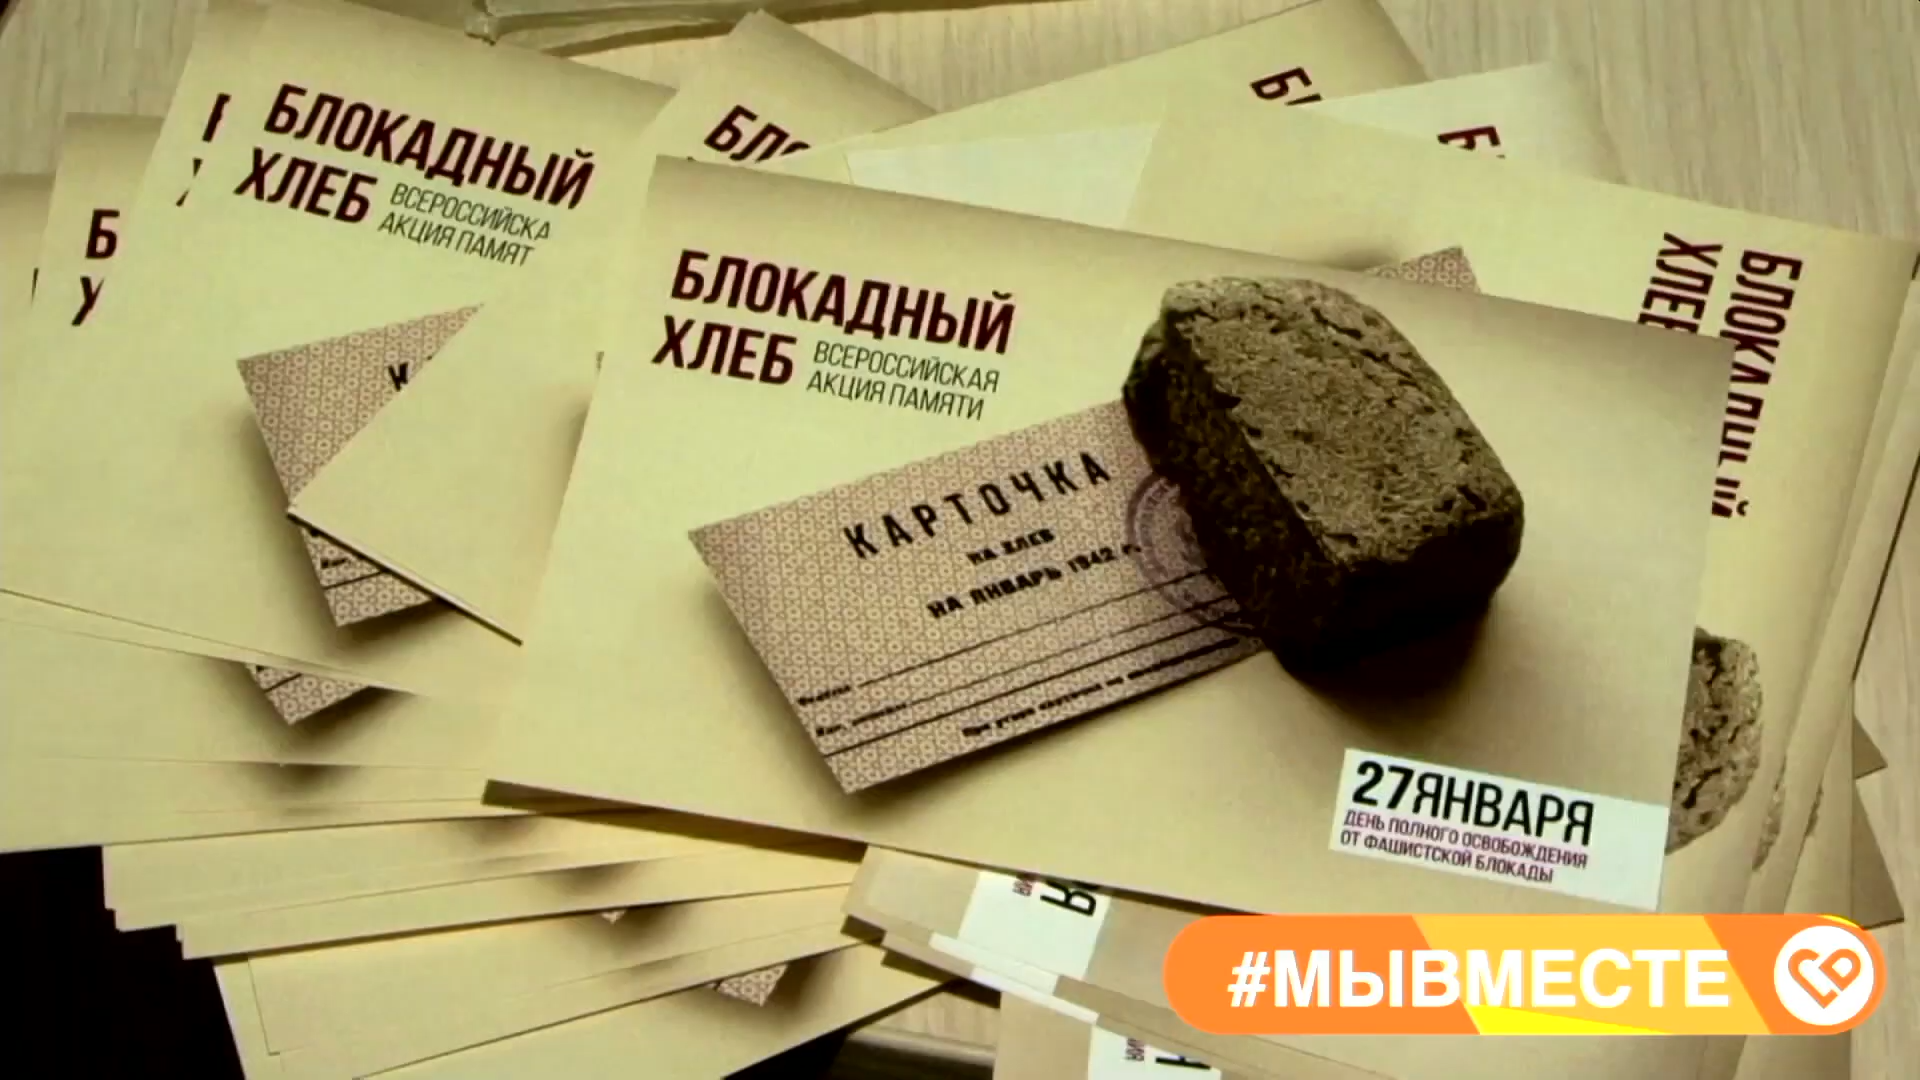 БЛОКАДНЫЙ
ХЛЕБ ВСЕРОССИЙСКА
АКЦИЯ ПАМЯТ
БЛОКАДНЫЙ
ХЛЕБ ВСЕРОССИЙСКАЯ
АКЦИЯ ПАМЯТИ
КАРТОЧКА
НА ХЛЕБ
НА ЯНВАРЬ 1942 г.
27ЯНВАРЯ
ДЕНЬ ПОЛНОГО ОСВОБОЖДЕНИЯ
ОТ ФАШИСТСКОЙ БЛОКАДЫ
ХЛЕБ
#МЫВМЕСТЕ